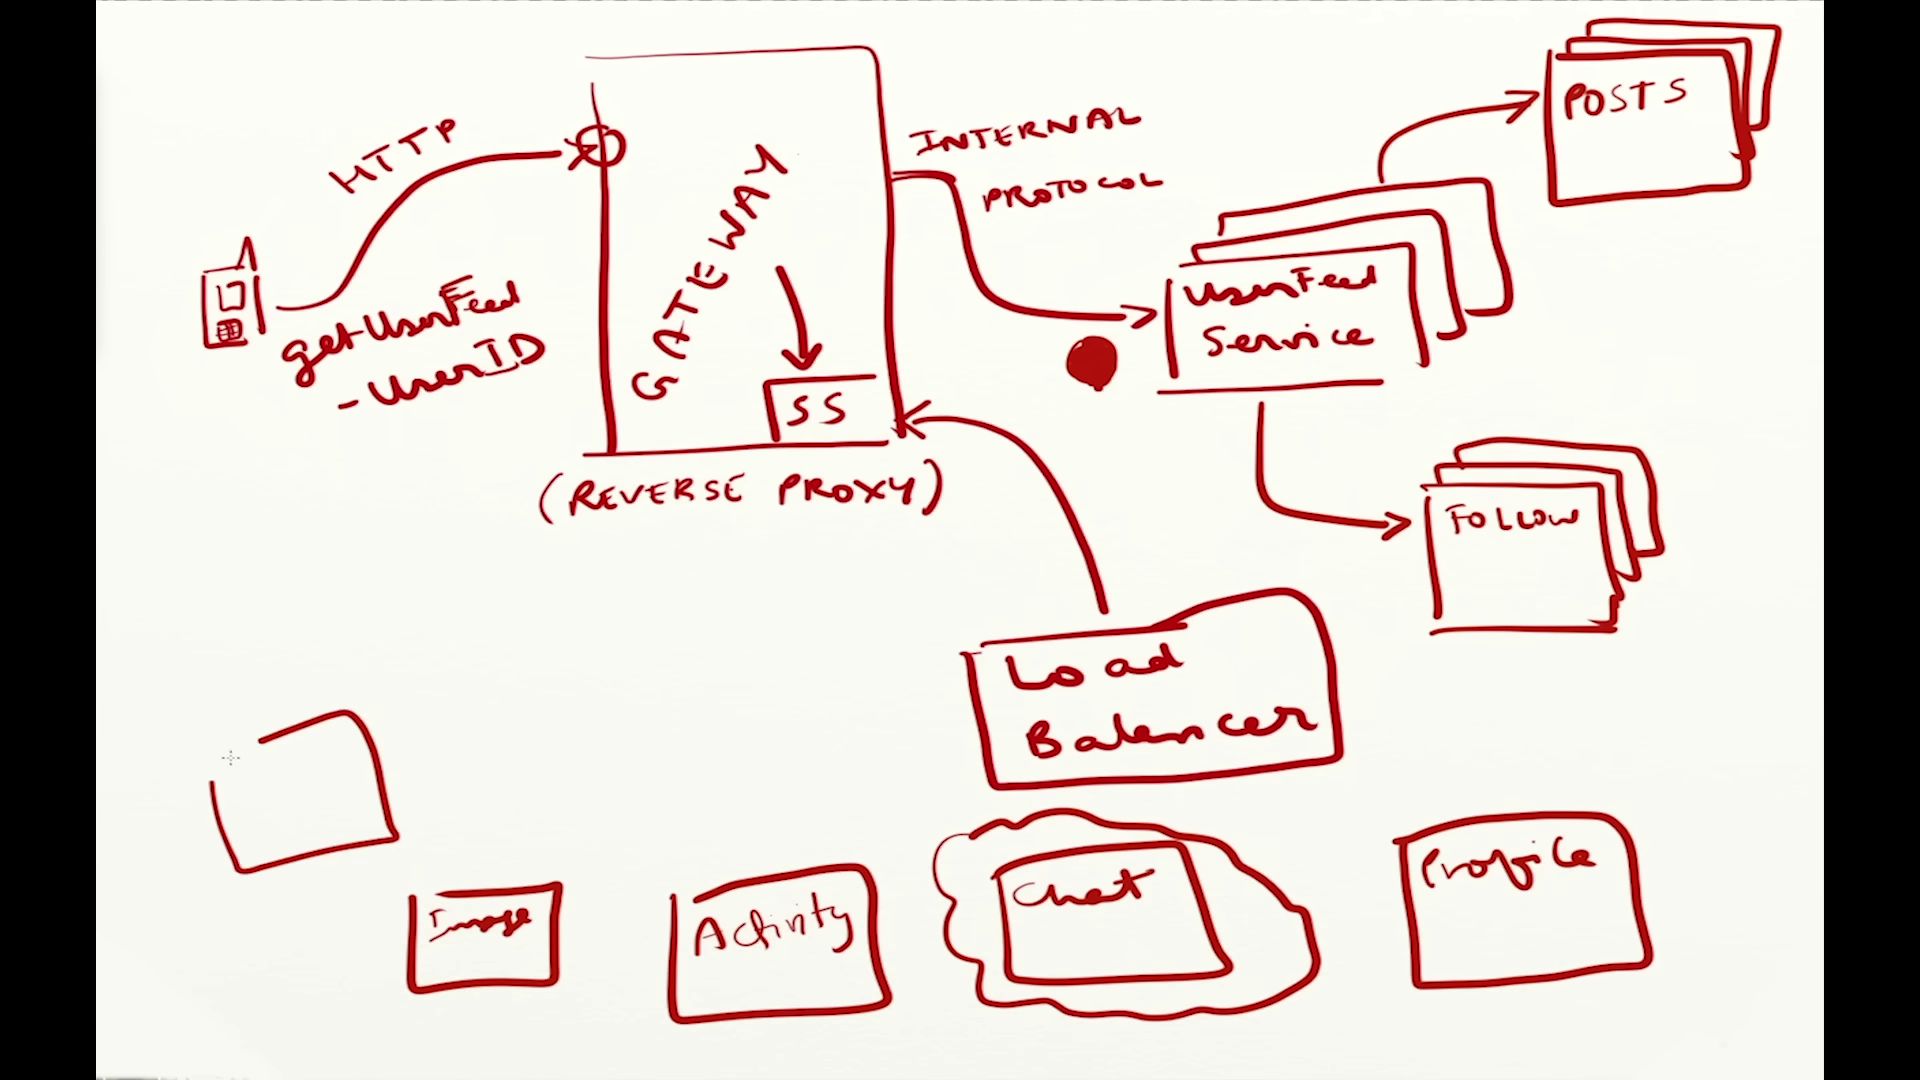 HTTP
getUserFeed
- UserID
GATEWAY
SS
(REVERSE PROXY)
INTERNAL
PROTOCOL
UserFeed
Service
POSTS
FOLLOW
Load
Balancer
Image
Activity
Chat
Profile